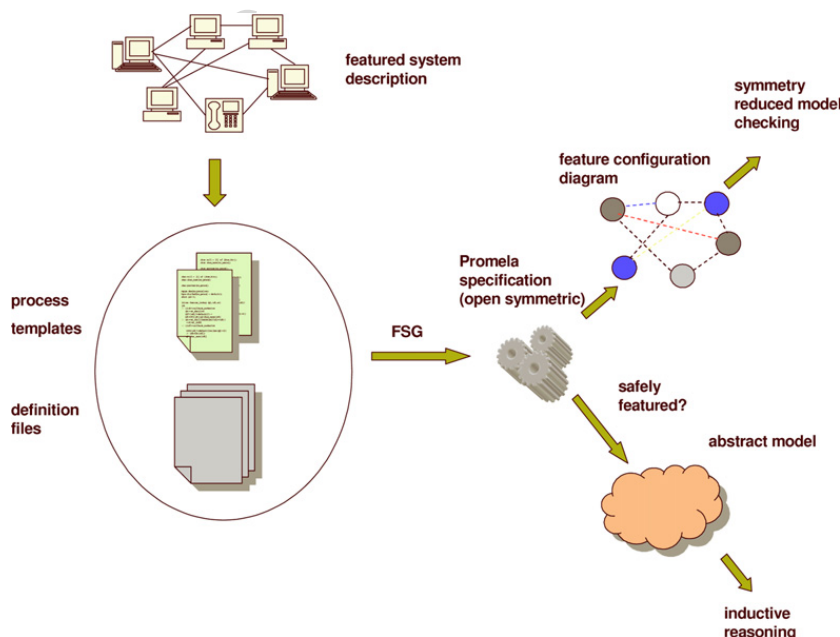 featured system
description
symmetry
reduced model
checking
feature configuration
diagram
Promela
specification
(open symmetric)
process
templates
FSG
definition
files
safely
featured?
abstract model
inductive
reasoning